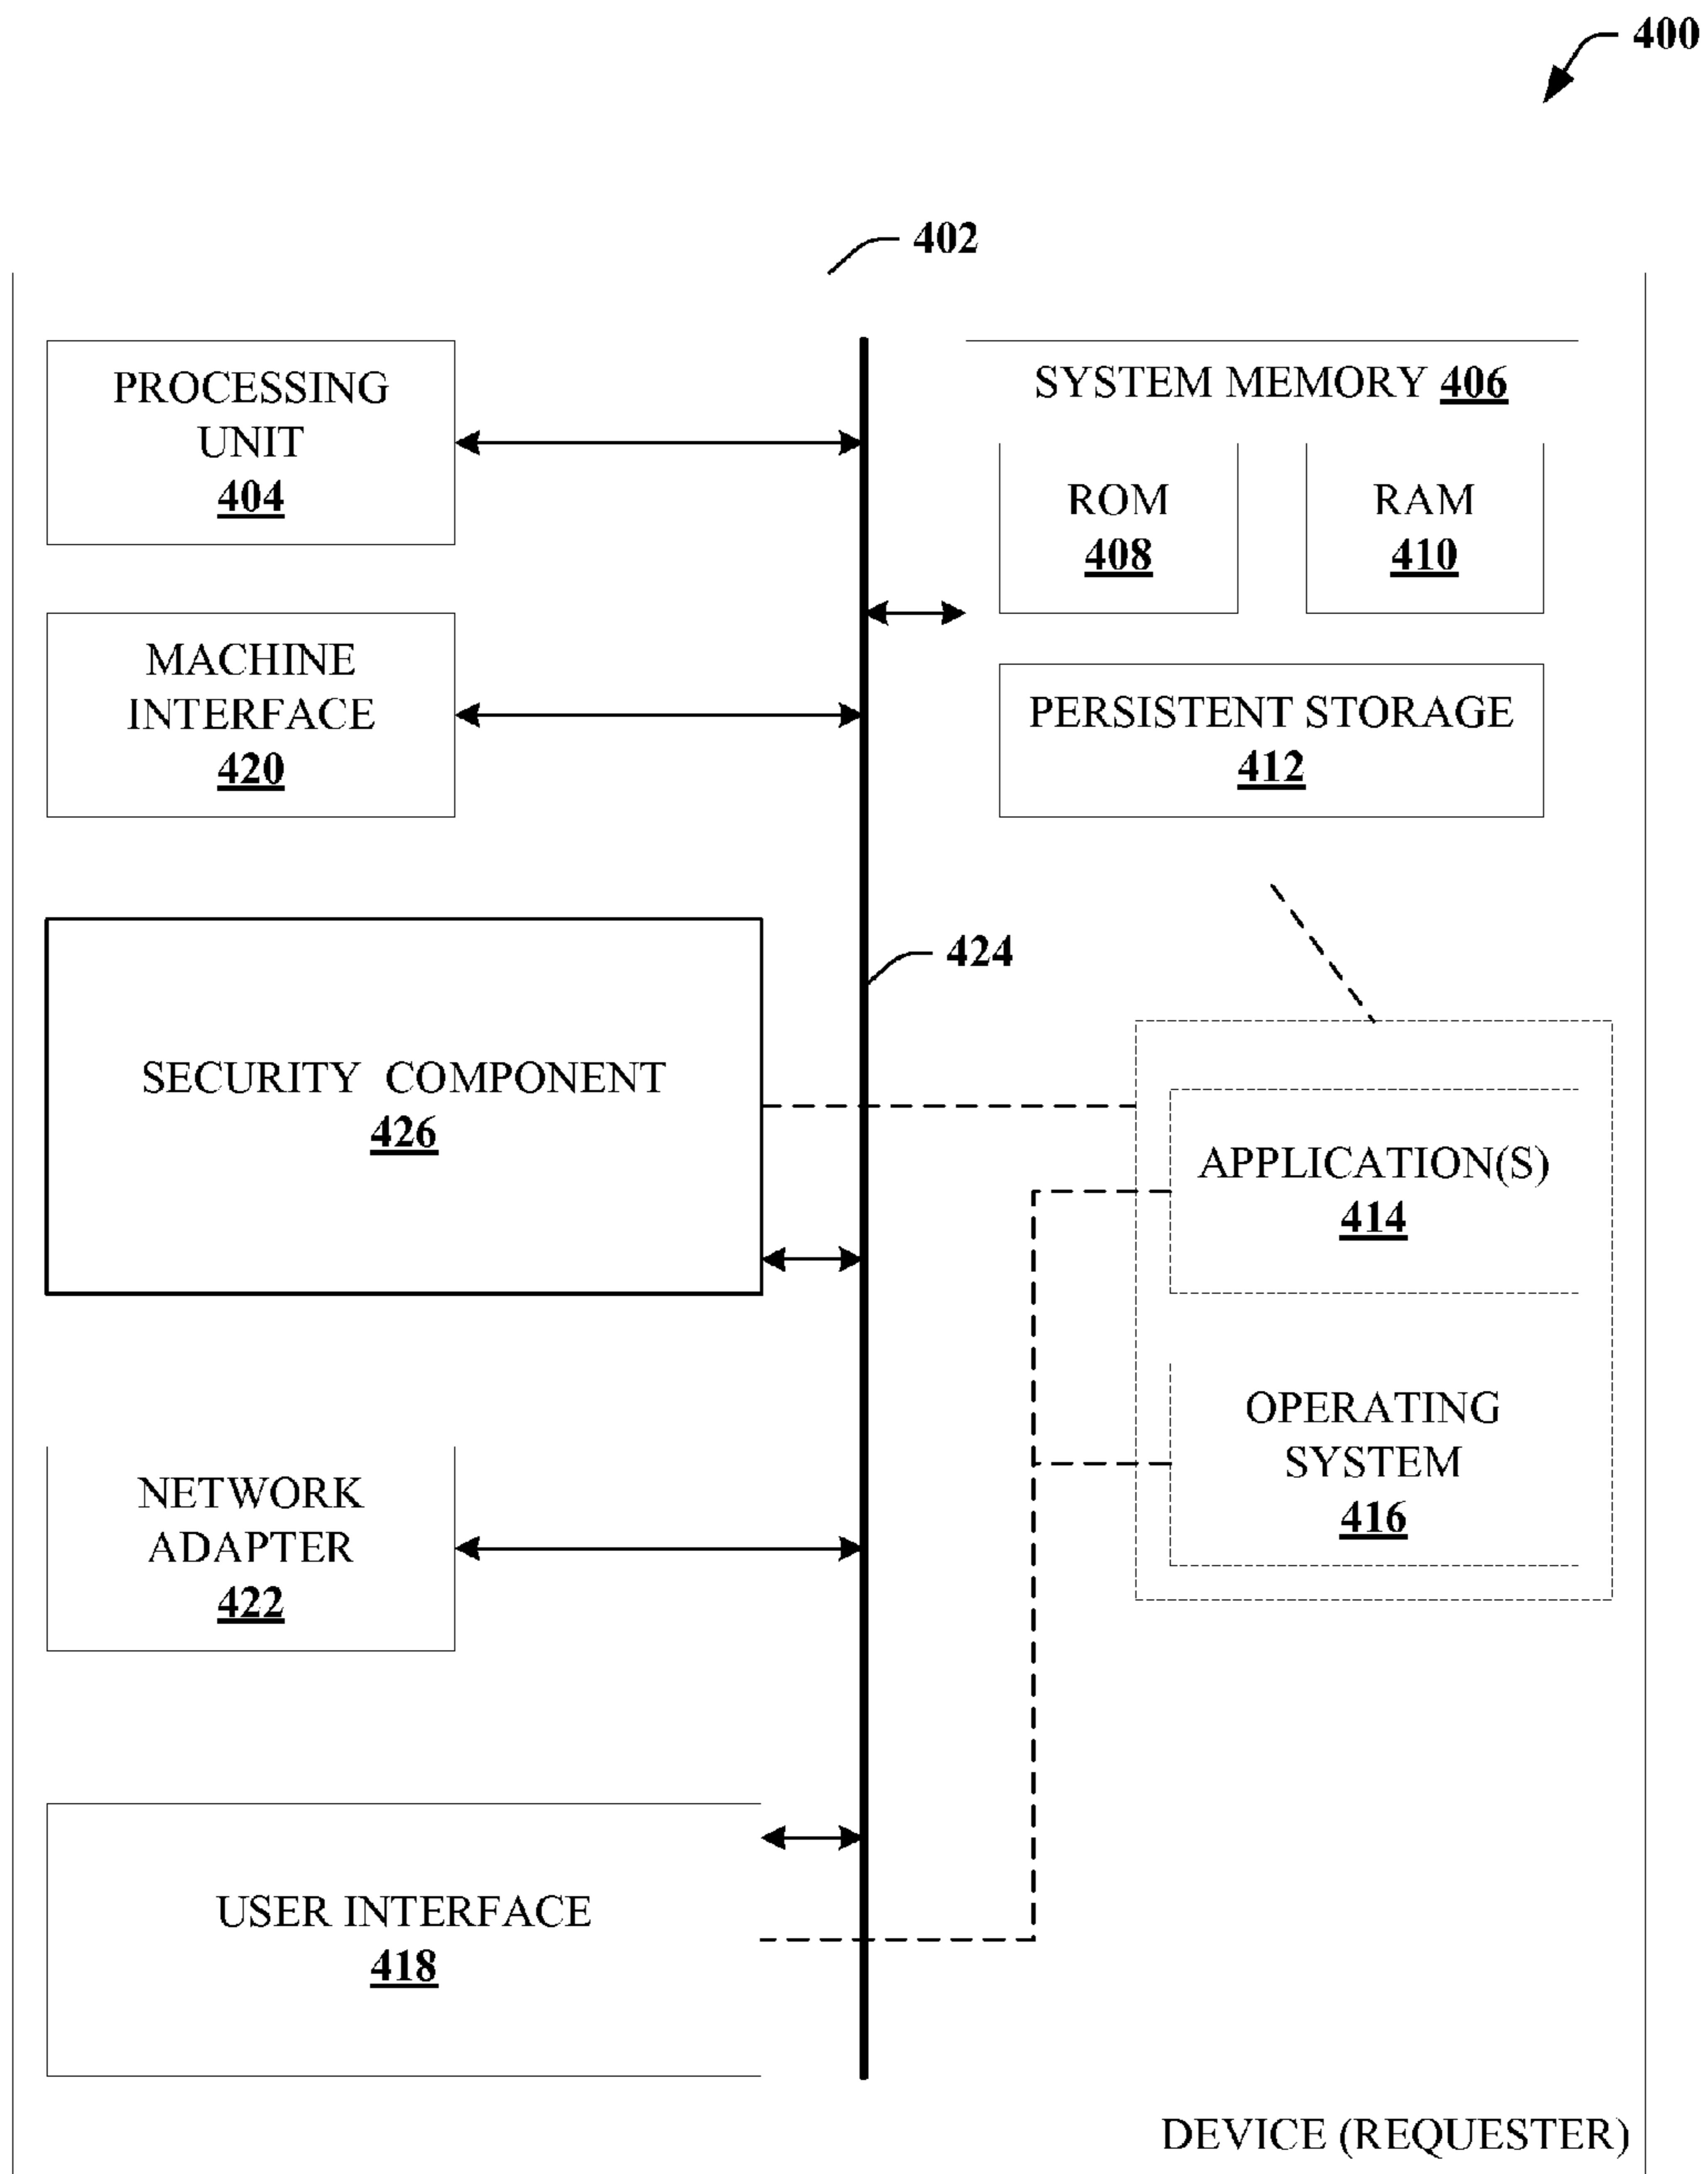 400
402
PROCESSING
UNIT
404
SYSTEM MEMORY 406
ROM
408
RAM
410
MACHINE
INTERFACE
420
PERSISTENT STORAGE
412
424
SECURITY COMPONENT
426
APPLICATION(S)
414
OPERATING
SYSTEM
416
NETWORK
ADAPTER
422
USER INTERFACE
418
DEVICE (REQUESTER)